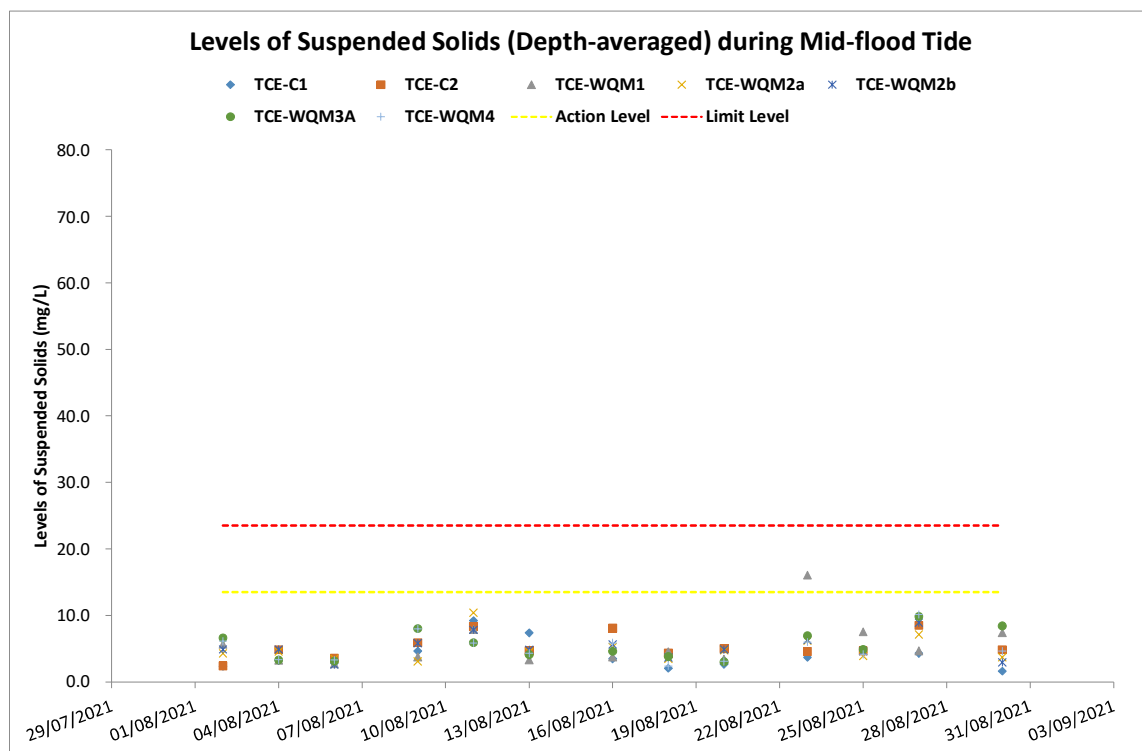 Levels of Suspended Solids (Depth-averaged) during Mid-flood Tide
TCE-C1 TCE-C2 TCE-WQM1 TCE-WQM2a TCE-WQM2b
TCE-WQM3A TCE-WQM4 Action Level Limit Level
Levels of Suspended Solids (mg/L)
80.0
70.0
60.0
50.0
40.0
30.0
20.0
10.0
0.0
29/07/2021 01/08/2021 04/08/2021 07/08/2021 10/08/2021 13/08/2021 16/08/2021 19/08/2021 22/08/2021 25/08/2021 28/08/2021 31/08/2021 03/09/2021